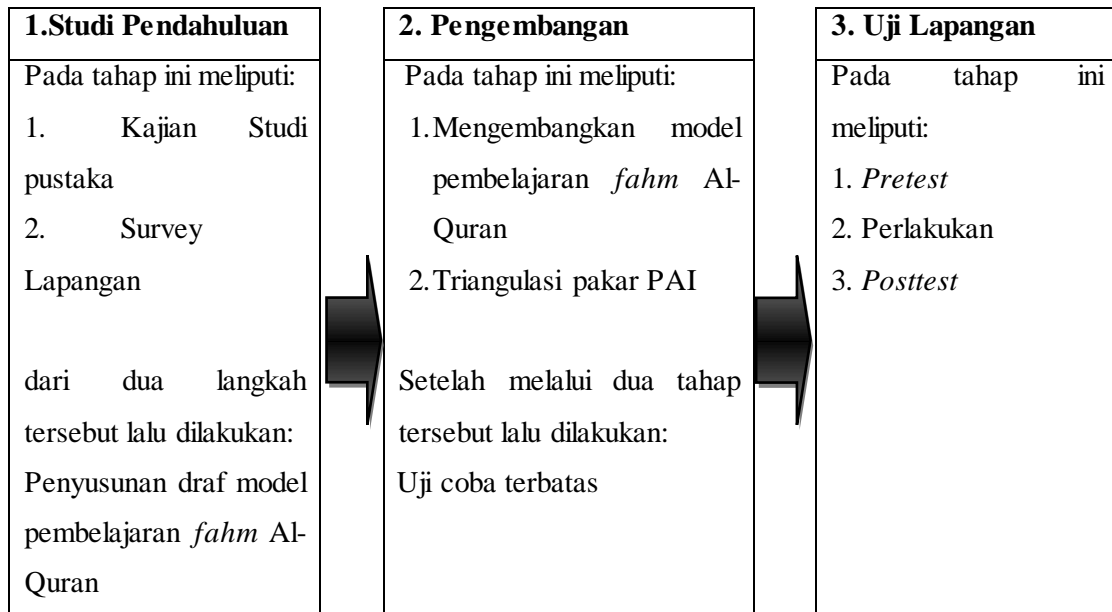 1.Studi Pendahuluan
Pada tahap ini meliputi:
1. Kajian Studi
pustaka
2. Survey
Lapangan
dari dua langkah
tersebut lalu dilakukan:
Penyusunan draf model
pembelajaran fahm Al-
Quran
2. Pengembangan
Pada tahap ini meliputi:
1. Mengembangkan model
pembelajaran fahm Al-
Quran
2. Triangulasi pakar PAI
Setelah melalui dua tahap
tersebut lalu dilakukan:
Uji coba terbatas
3. Uji Lapangan
Pada tahap ini
meliputi:
1. Pretest
2. Perlakukan
3. Posttest